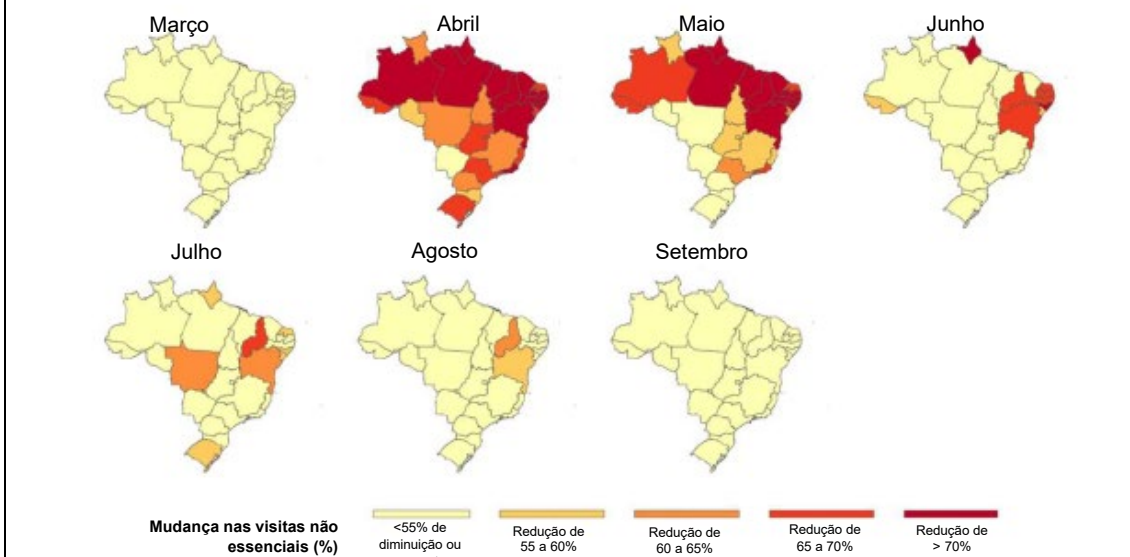 Março
Abril
Maio
Junho
Julho
Agosto
Setembro
Mudança nas visitas não
essenciais (%)
<55% de
diminuição ou
Redução de
55 a 60%
Redução de
60 a 65%
Redução de
65 a 70%
Redução de
> 70%